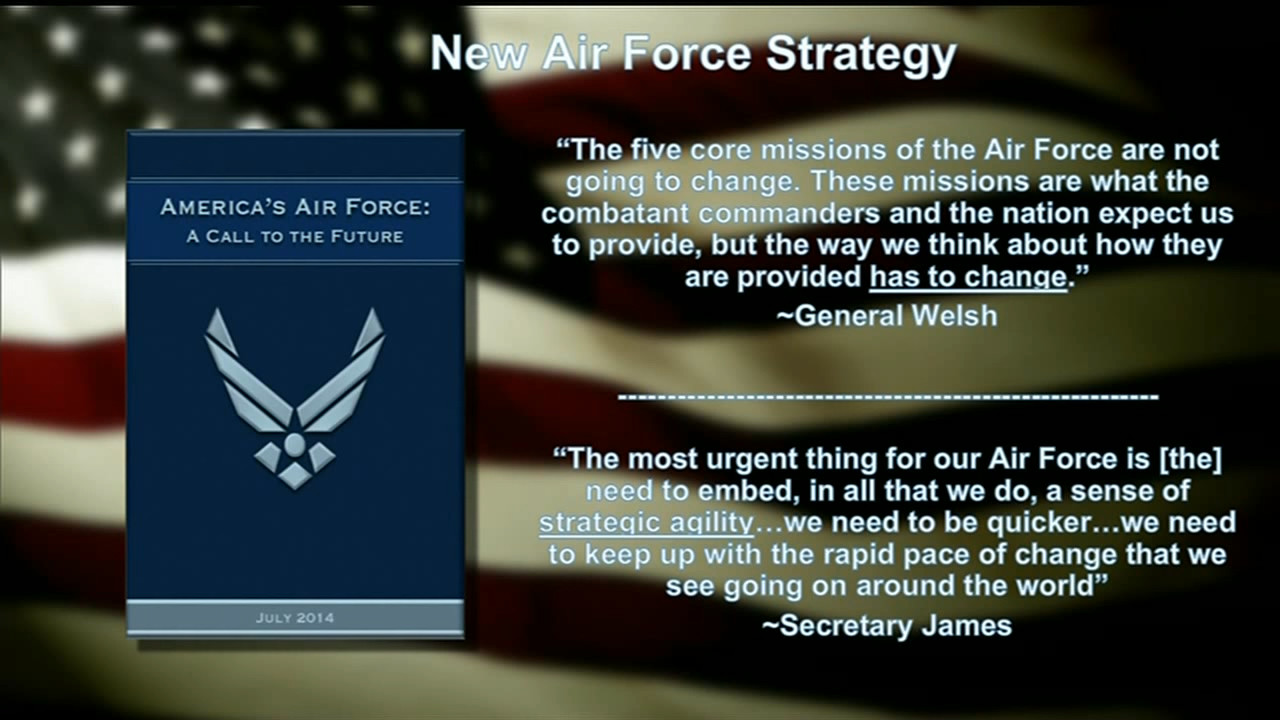 New Air Force Strategy
AMERICA'S AIR FORCE:
A CALL TO THE FUTURE
JULY 2014
“The five core missions of the Air Force are not
going to change. These missions are what the
combatant commanders and the nation expect us
to provide, but the way we think about how they
are provided has to change.”
~General Welsh
------------------------------------------------------
“The most urgent thing for our Air Force is [the]
need to embed, in all that we do, a sense of
strategic agility…we need to be quicker…we need
to keep up with the rapid pace of change that we
see going on around the world”
~Secretary James